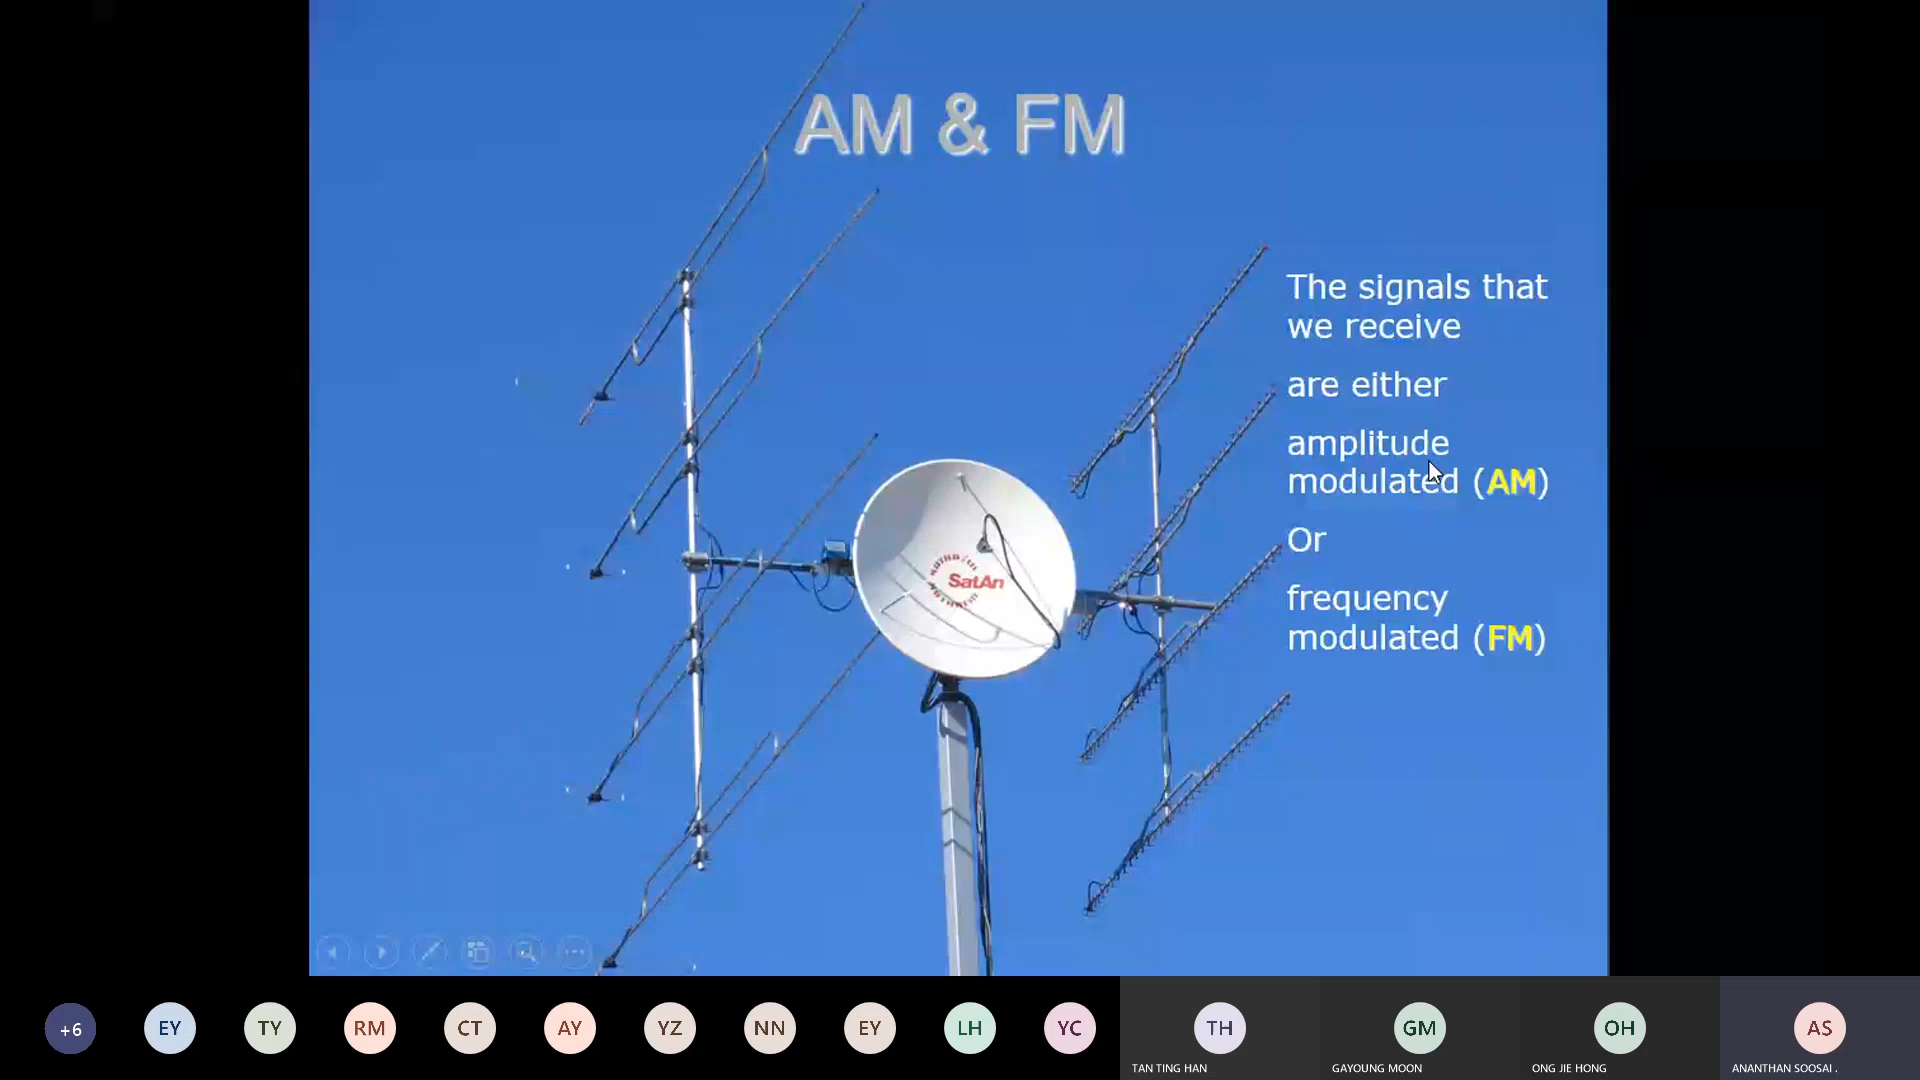 AM & FM
The signals that
we receive
are either
amplitude
modulated (AM)
Or
frequency
modulated (FM)
SatAn
+6
EY
TY
RM
CT
AY
YZ
NN
EY
LH
YC
TH
TAN TING HAN
GM
GAYOUNG MOON
OH
ONG JIE HONG
AS
ANANTHAN SOOSAI .